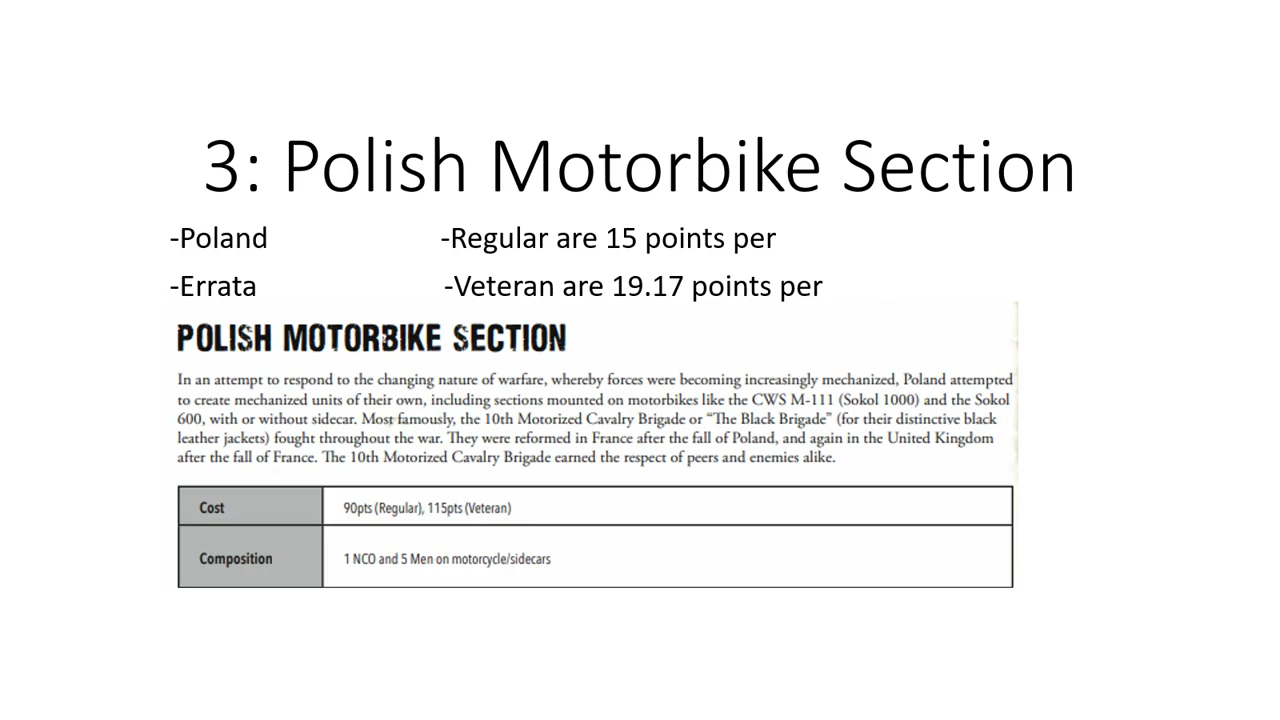 3: Polish Motorbike Section
-Poland -Regular are 15 points per
-Errata -Veteran are 19.17 points per
POLISH MOTORBIKE SECTION
In an attempt to respond to the changing nature of warfare, whereby forces were becoming increasingly mechanized, Poland attempted
to create mechanized units of their own, including sections mounted on motorbikes like the CWS M-111 (Sokol 1000) and the Sokol
600, with or without sidecar. Most famously, the 10th Motorized Cavalry Brigade or “The Black Brigade” (for their distinctive black
leather jackets) fought throughout the war. They were reformed in France after the fall of Poland, and again in the United Kingdom
after the fall of France. The 10th Motorized Cavalry Brigade earned the respect of peers and enemies alike.
Cost 90pts (Regular), 115pts (Veteran)
Composition 1 NCO and 5 Men on motorcycle/sidecars